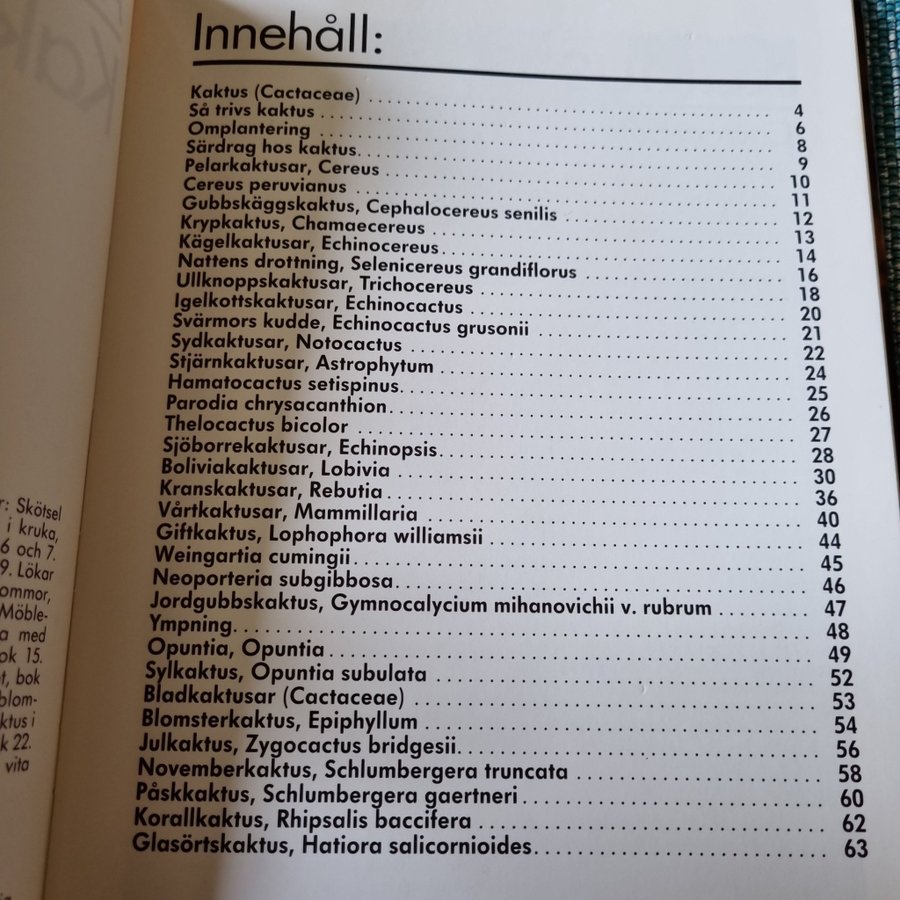 r: Skötsel
i kruka,
6 och 7.
9. Lökar
ommor,
Möble-
a med
ok 15.
t, bok
blom-
ktus i
k 22.
vita
Innehåll:
Kaktus (Cactaceae) 4
Så trivs kaktus 6
Omplantering 8
Särdrag hos kaktus 9
Pelarkaktusar, Cereus 10
Cereus peruvianus 11
Gubbskäggskaktus, Cephalocereus senilis 12
Krypkaktus, Chamaecereus 13
Kägelkaktusar, Echinocereus 14
Nattens drottning, Selenicereus grandiflorus 16
Ullknoppskaktusar, Trichocereus 18
Igelkottskaktusar, Echinocactus 20
Svärmors kudde, Echinocactus grusonii 21
Sydkaktusar, Notocactus 22
Stjärnkaktusar, Astrophytum 24
Hamatocactus setispinus 25
Parodia chrysacanthion 26
Thelocactus bicolor 27
Sjöborrekaktusar, Echinopsis 28
Boliviakaktusar, Lobivia 30
Kranskaktusar, Rebutia 36
Vårtkaktusar, Mammillaria 40
Giftkaktus, Lophophora williamsii 44
Weingartia cumingii 45
Neoporteria subgibbosa 46
Jordgubbskaktus, Gymnocalycium mihanovichii v. rubrum 47
Ympning 48
Opuntia, Opuntia 49
Sylkaktus, Opuntia subulata 52
Bladkaktusar (Cactaceae) 53
Blomsterkaktus, Epiphyllum 54
Julkaktus, Zygocactus bridgesii 56
Novemberkaktus, Schlumbergera truncata 58
Påskkaktus, Schlumbergera gaertneri 60
Korallkaktus, Rhipsalis baccifera 62
Glasörtskaktus, Hatiora salicornioides 63